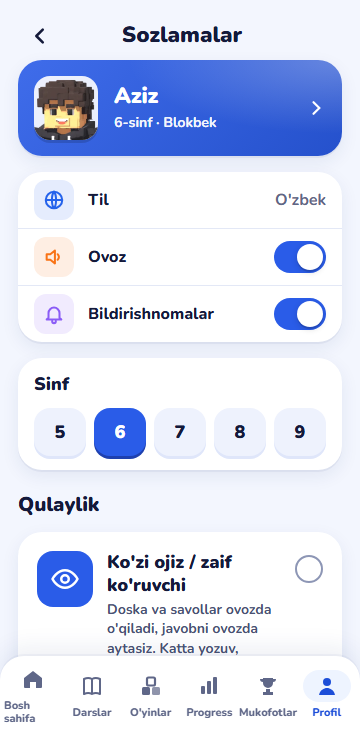 Sozlamalar
Aziz
6-sinf · Blokbek
Til
O'zbek
Ovoz
Bildirishnomalar
Sinf
5
6
7
8
9
Qulaylik
Ko'zi ojiz / zaif
ko'ruvchi
Doska va savollar ovozda
o'qiladi, javobni ovozda
aytasiz. Katta yozuv,
Bosh
sahifa
Darslar
O'yinlar
Progress
Mukofotlar
Profil